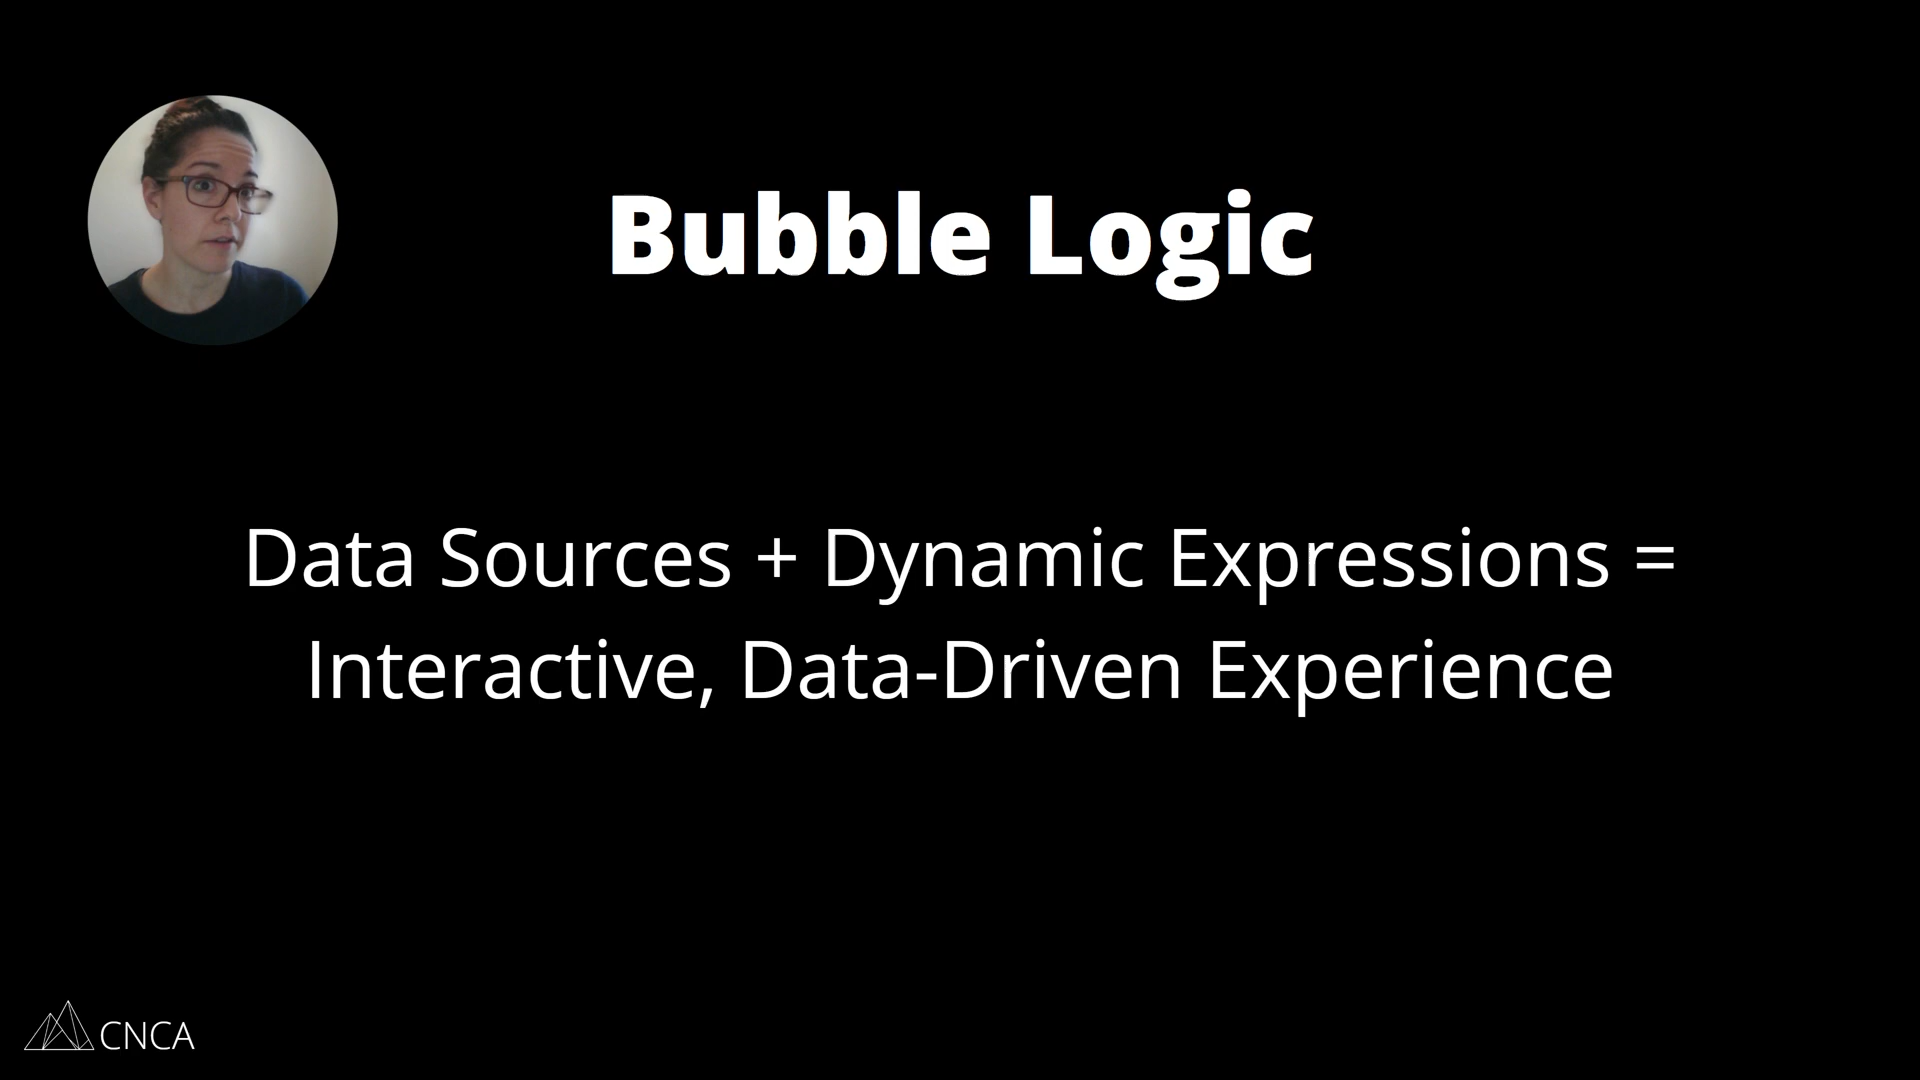 Bubble Logic
Data Sources + Dynamic Expressions =
Interactive, Data-Driven Experience
CNCA